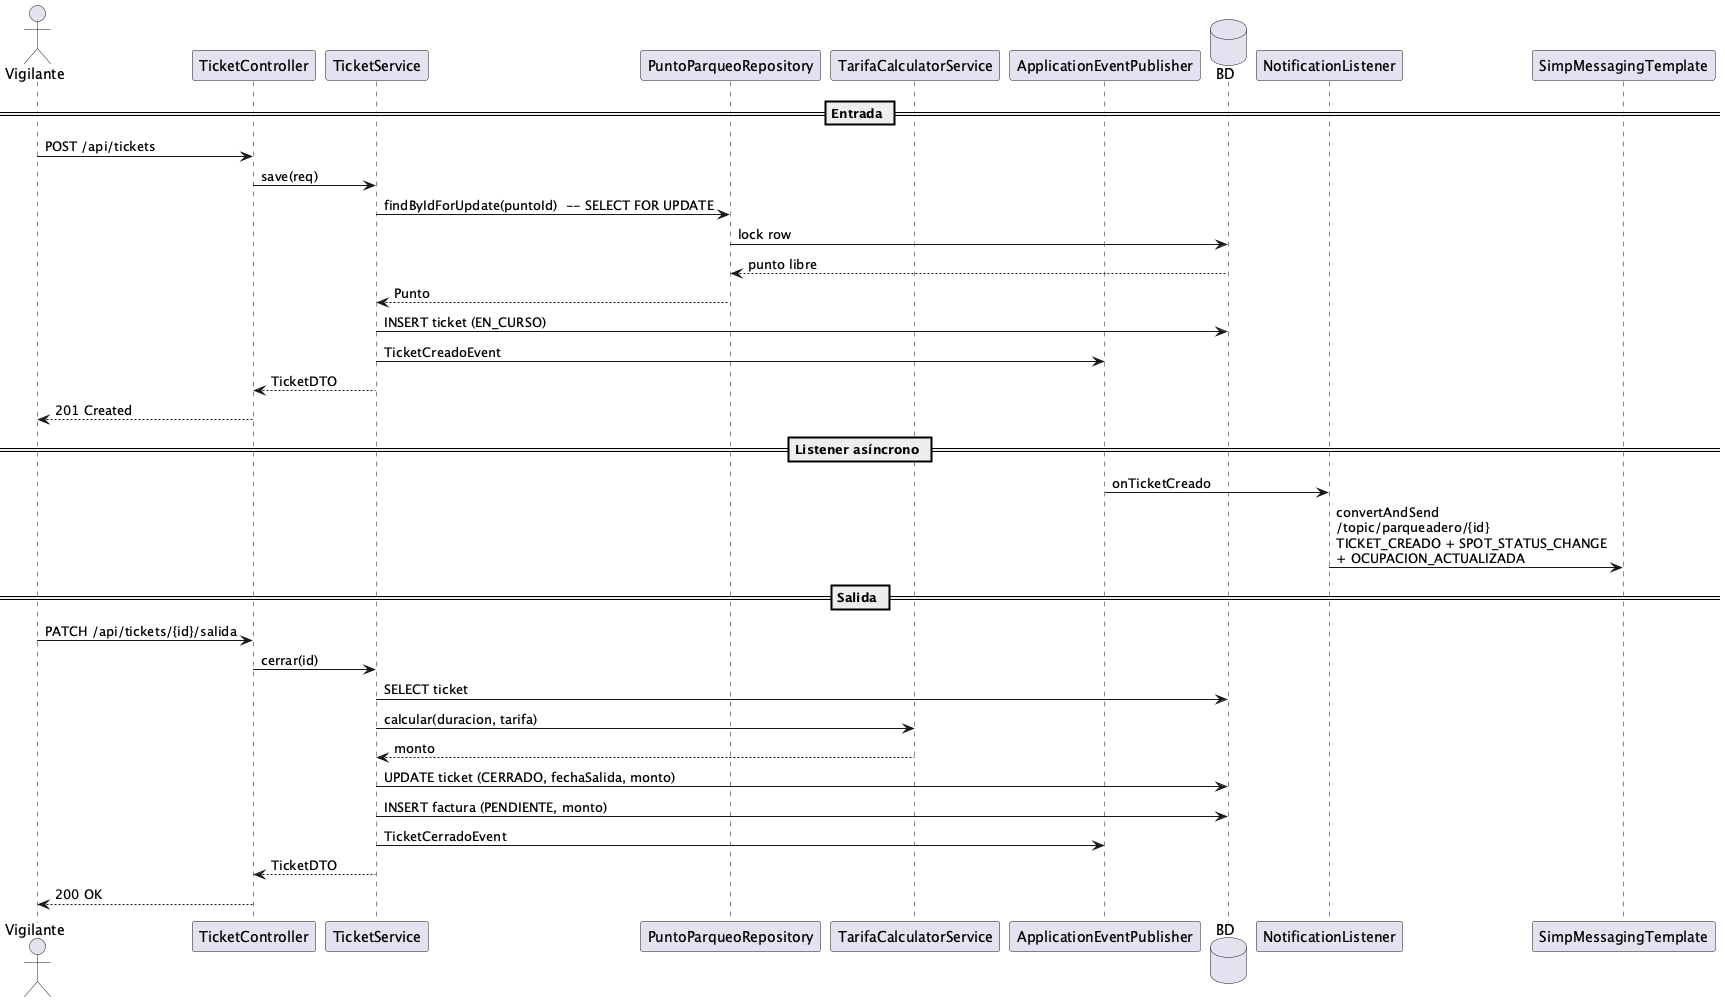 Vigilante
TicketController
TicketService
PuntoParqueoRepository
TarifaCalculatorService
ApplicationEventPublisher
BD
NotificationListener
SimpMessagingTemplate
Entrada
POST /api/tickets
save(req)
findByIdForUpdate(puntoId) -- SELECT FOR UPDATE
lock row
punto libre
Punto
INSERT ticket (EN_CURSO)
TicketCreadoEvent
TicketDTO
201 Created
Listener asíncrono
onTicketCreado
convertAndSend
/topic/parqueadero/{id}
TICKET_CREADO + SPOT_STATUS_CHANGE
+ OCUPACION_ACTUALIZADA
Salida
PATCH /api/tickets/{id}/salida
cerrar(id)
SELECT ticket
calcular(duracion, tarifa)
monto
UPDATE ticket (CERRADO, fechaSalida, monto)
INSERT factura (PENDIENTE, monto)
TicketCerradoEvent
TicketDTO
200 OK
Vigilante
TicketController
TicketService
PuntoParqueoRepository
TarifaCalculatorService
ApplicationEventPublisher
BD
NotificationListener
SimpMessagingTemplate